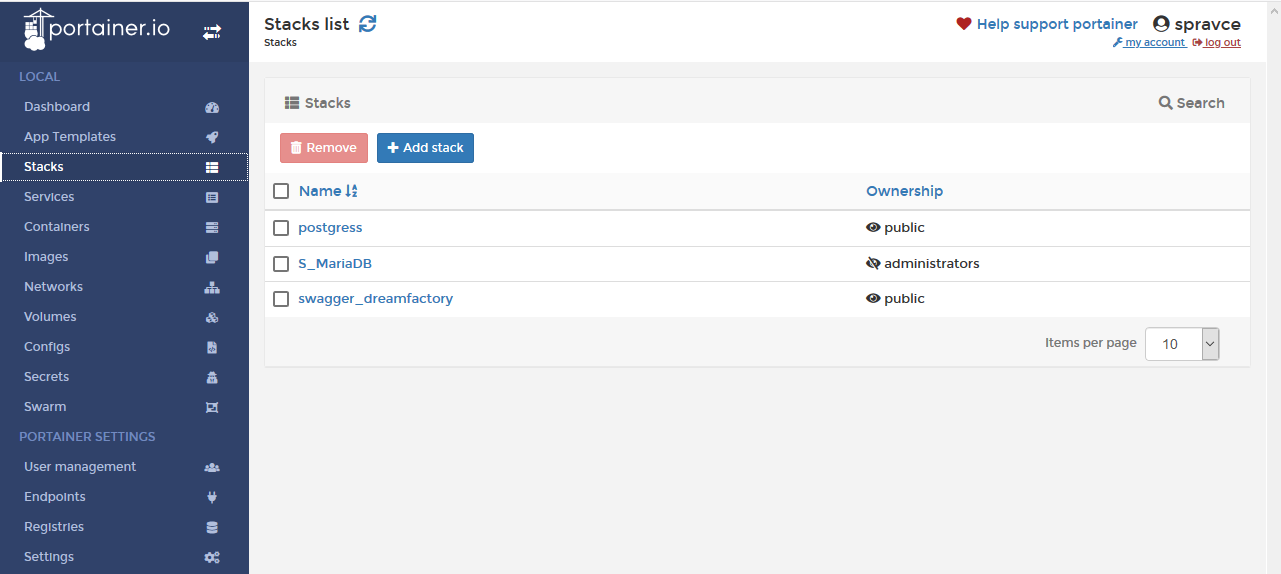 portainer.io
LOCAL
Dashboard
App Templates
Stacks
Services
Containers
Images
Networks
Volumes
Configs
Secrets
Swarm
PORTAINER SETTINGS
User management
Endpoints
Registries
Settings
Stacks list
Stacks
Help support portainer spravce
my account log out
Stacks Search
Remove Add stack
Name Ownership
postgress public
S_MariaDB administrators
swagger_dreamfactory public
Items per page 10